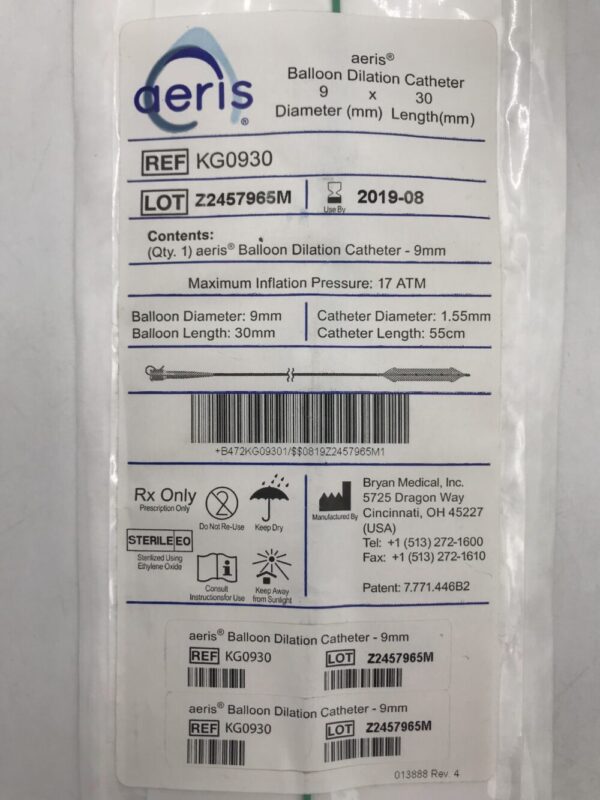 aeris®
aeris®
Balloon Dilation Catheter
9 x 30
Diameter (mm) Length(mm)
REF KG0930
LOT Z2457965M
Use By
2019-08
Contents:
(Qty. 1) aeris® Balloon Dilation Catheter - 9mm
Maximum Inflation Pressure: 17 ATM
Balloon Diameter: 9mm
Balloon Length: 30mm
Catheter Diameter: 1.55mm
Catheter Length: 55cm
+B472KG09301/$$0819Z2457965M1
Rx Only
Prescription Only
Do Not Re-Use
Keep Dry
STERILE EO
Sterilized Using
Ethylene Oxide
Consult
Instructionsfor Use
Keep Away
from Sunlight
Manufactured By
Bryan Medical, Inc.
5725 Dragon Way
Cincinnati, OH 45227
(USA)
Tel: +1 (513) 272-1600
Fax: +1 (513) 272-1610
Patent: 7.771.446B2
aeris® Balloon Dilation Catheter - 9mm
REF KG0930 LOT Z2457965M
aeris® Balloon Dilation Catheter - 9mm
REF KG0930 LOT Z2457965M
013888 Rev. 4